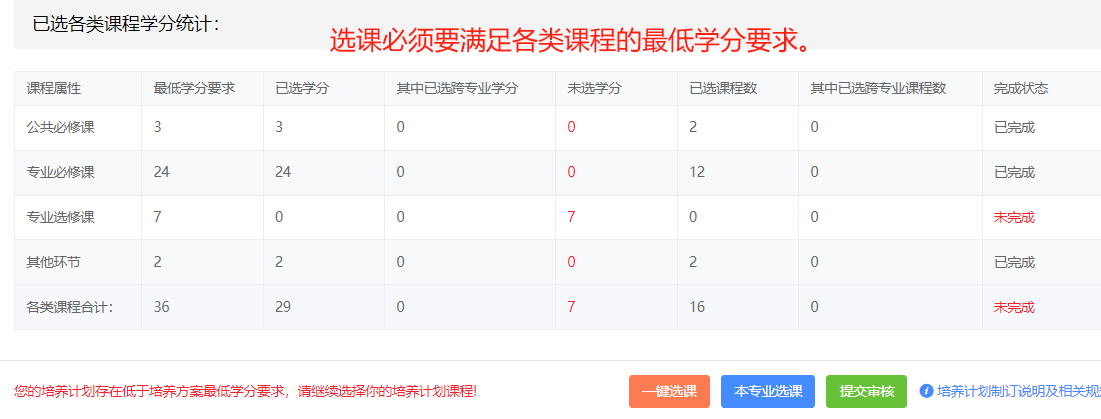 已选各类课程学分统计：
选课必须要满足各类课程的最低学分要求。
课程属性 最低学分要求 已选学分 其中已选跨专业学分 未选学分 已选课程数 其中已选跨专业课程数 完成状态
公共必修课 3 3 0 0 2 0 已完成
专业必修课 24 24 0 0 12 0 已完成
专业选修课 7 0 0 7 0 0 未完成
其他环节 2 2 0 0 2 0 已完成
各类课程合计： 36 29 0 7 16 0 未完成
您的培养计划存在低于培养方案最低学分要求，请继续选择你的培养计划课程! 一键选课 本专业选课 提交审核 培养计划制订说明及相关规